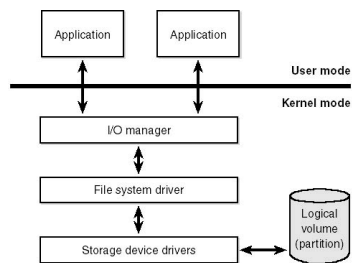 Application
Application
User mode
Kernel mode
I/O manager
File system driver
Logical
volume
(partition)
Storage device drivers